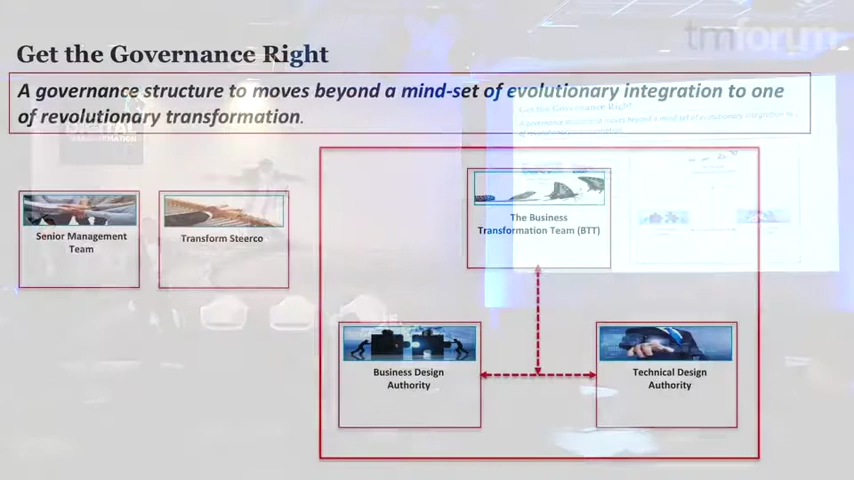 tmforum
Get the Governance Right
A governance structure to moves beyond a mind-set of evolutionary integration to one
of revolutionary transformation.
Senior Management
Team
Transform Steerco
The Business
Transformation Team (BTT)
Business Design
Authority
Technical Design
Authority